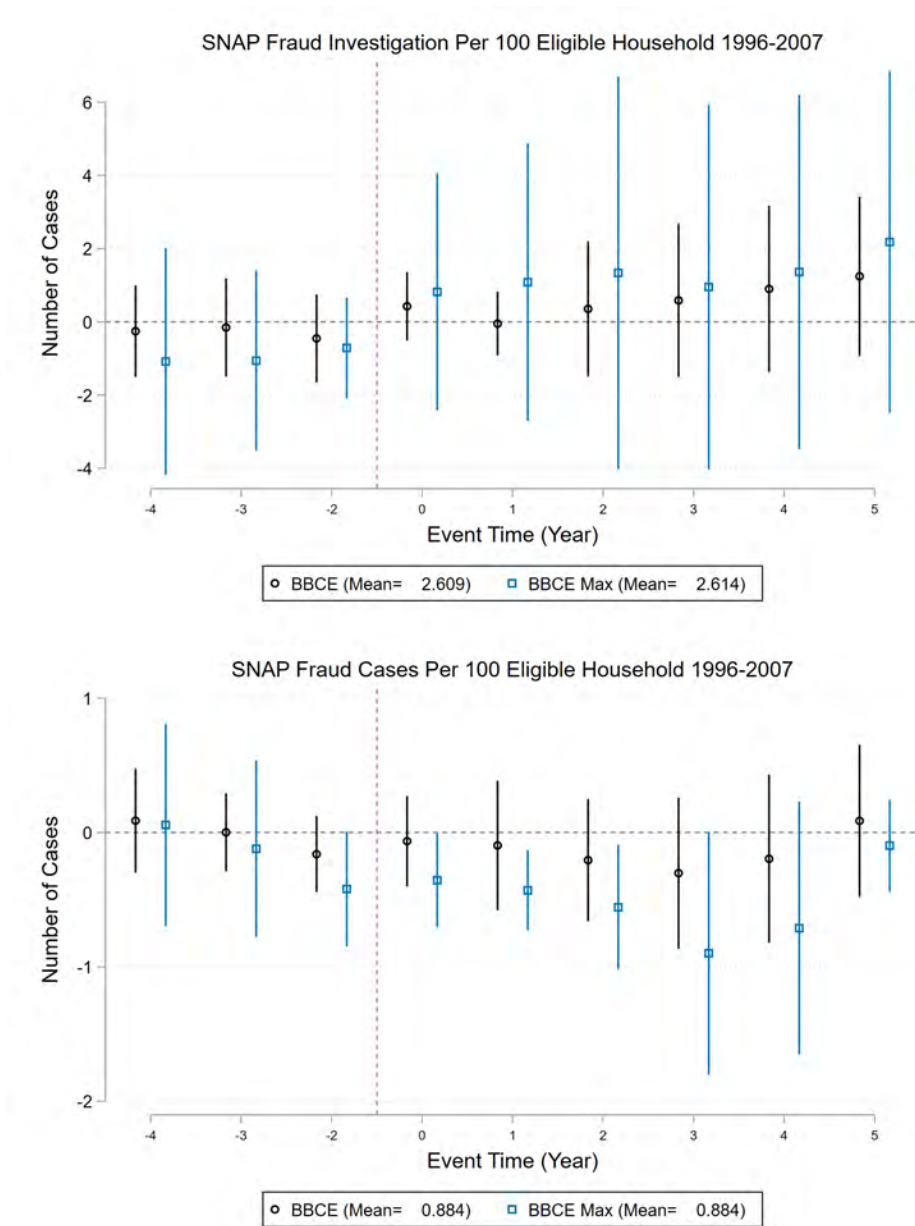 SNAP Fraud Investigation Per 100 Eligible Household 1996-2007
6
4
2
0
-2
-4
Number of Cases
-4 -3 -2 0 1 2 3 4 5
Event Time (Year)
BBCE (Mean= 2.609) BBCE Max (Mean= 2.614)
SNAP Fraud Cases Per 100 Eligible Household 1996-2007
1
0
-1
-2
Number of Cases
-4 -3 -2 0 1 2 3 4 5
Event Time (Year)
BBCE (Mean= 0.884) BBCE Max (Mean= 0.884)